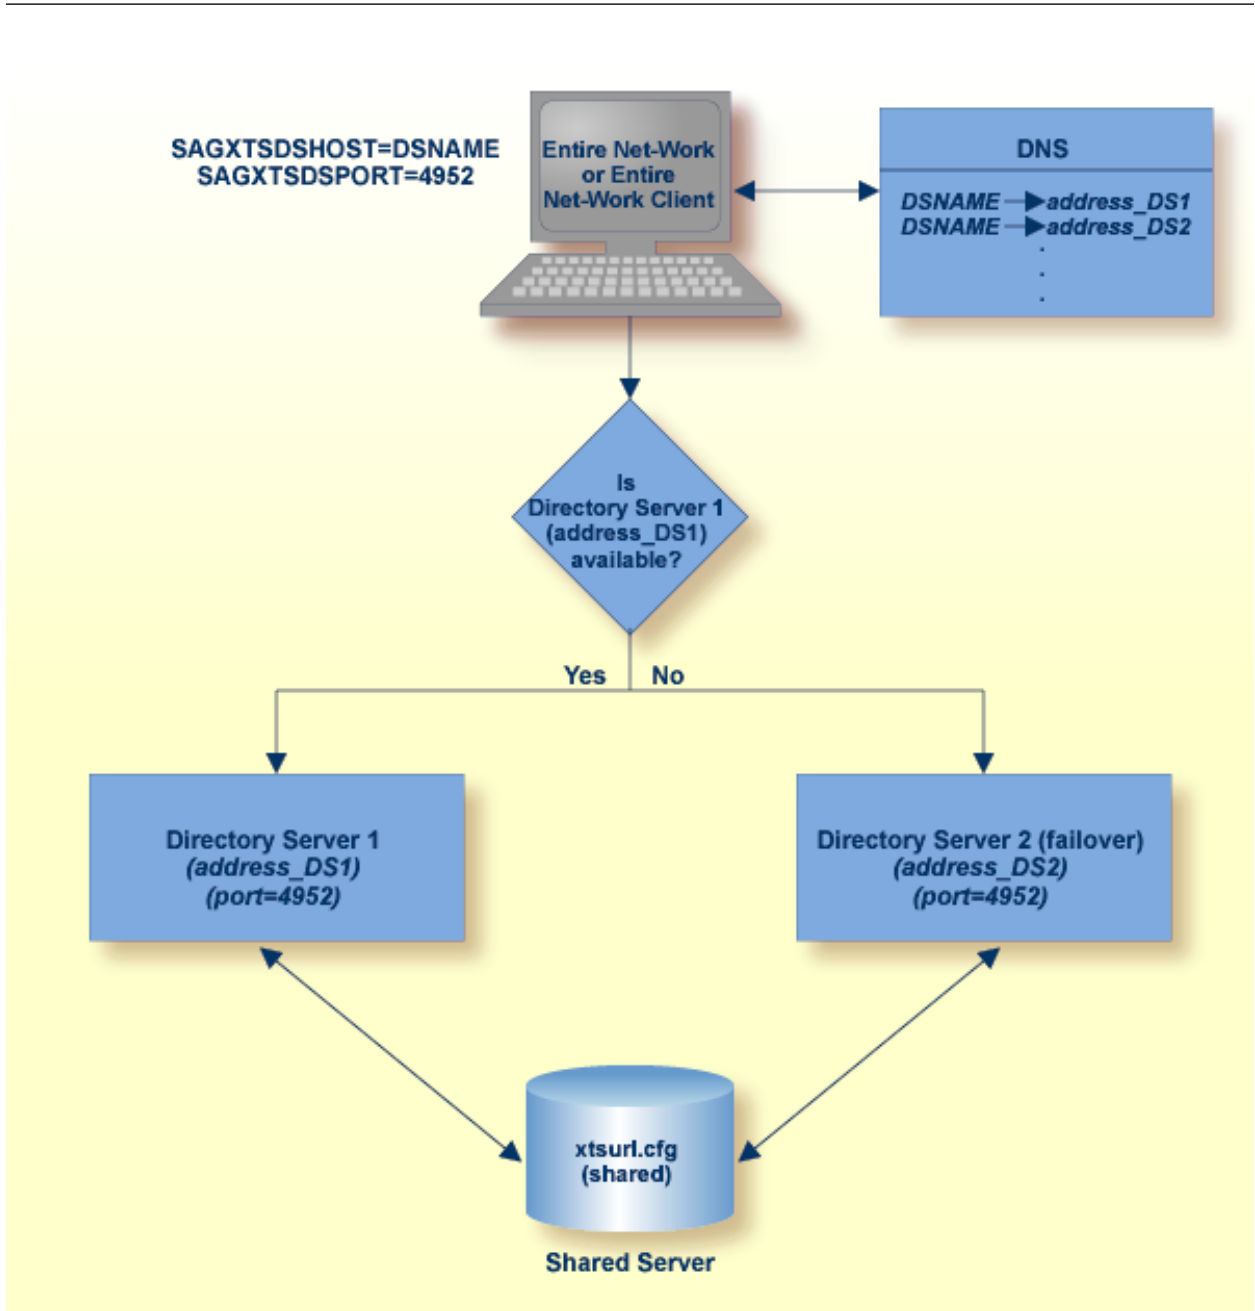 SAGXTSDSHOST=DSNAME
SAGXTSDSPORT=4952
Entire Net-Work
or Entire
Net-Work Client
DNS
DSNAME address_DS1
DSNAME address_DS2
.
.
.
Is
Directory Server 1
(address_DS1)
available?
Yes No
Directory Server 1
(address_DS1)
(port=4952)
Directory Server 2 (failover)
(address_DS2)
(port=4952)
xtsurl.cfg
(shared)
Shared Server